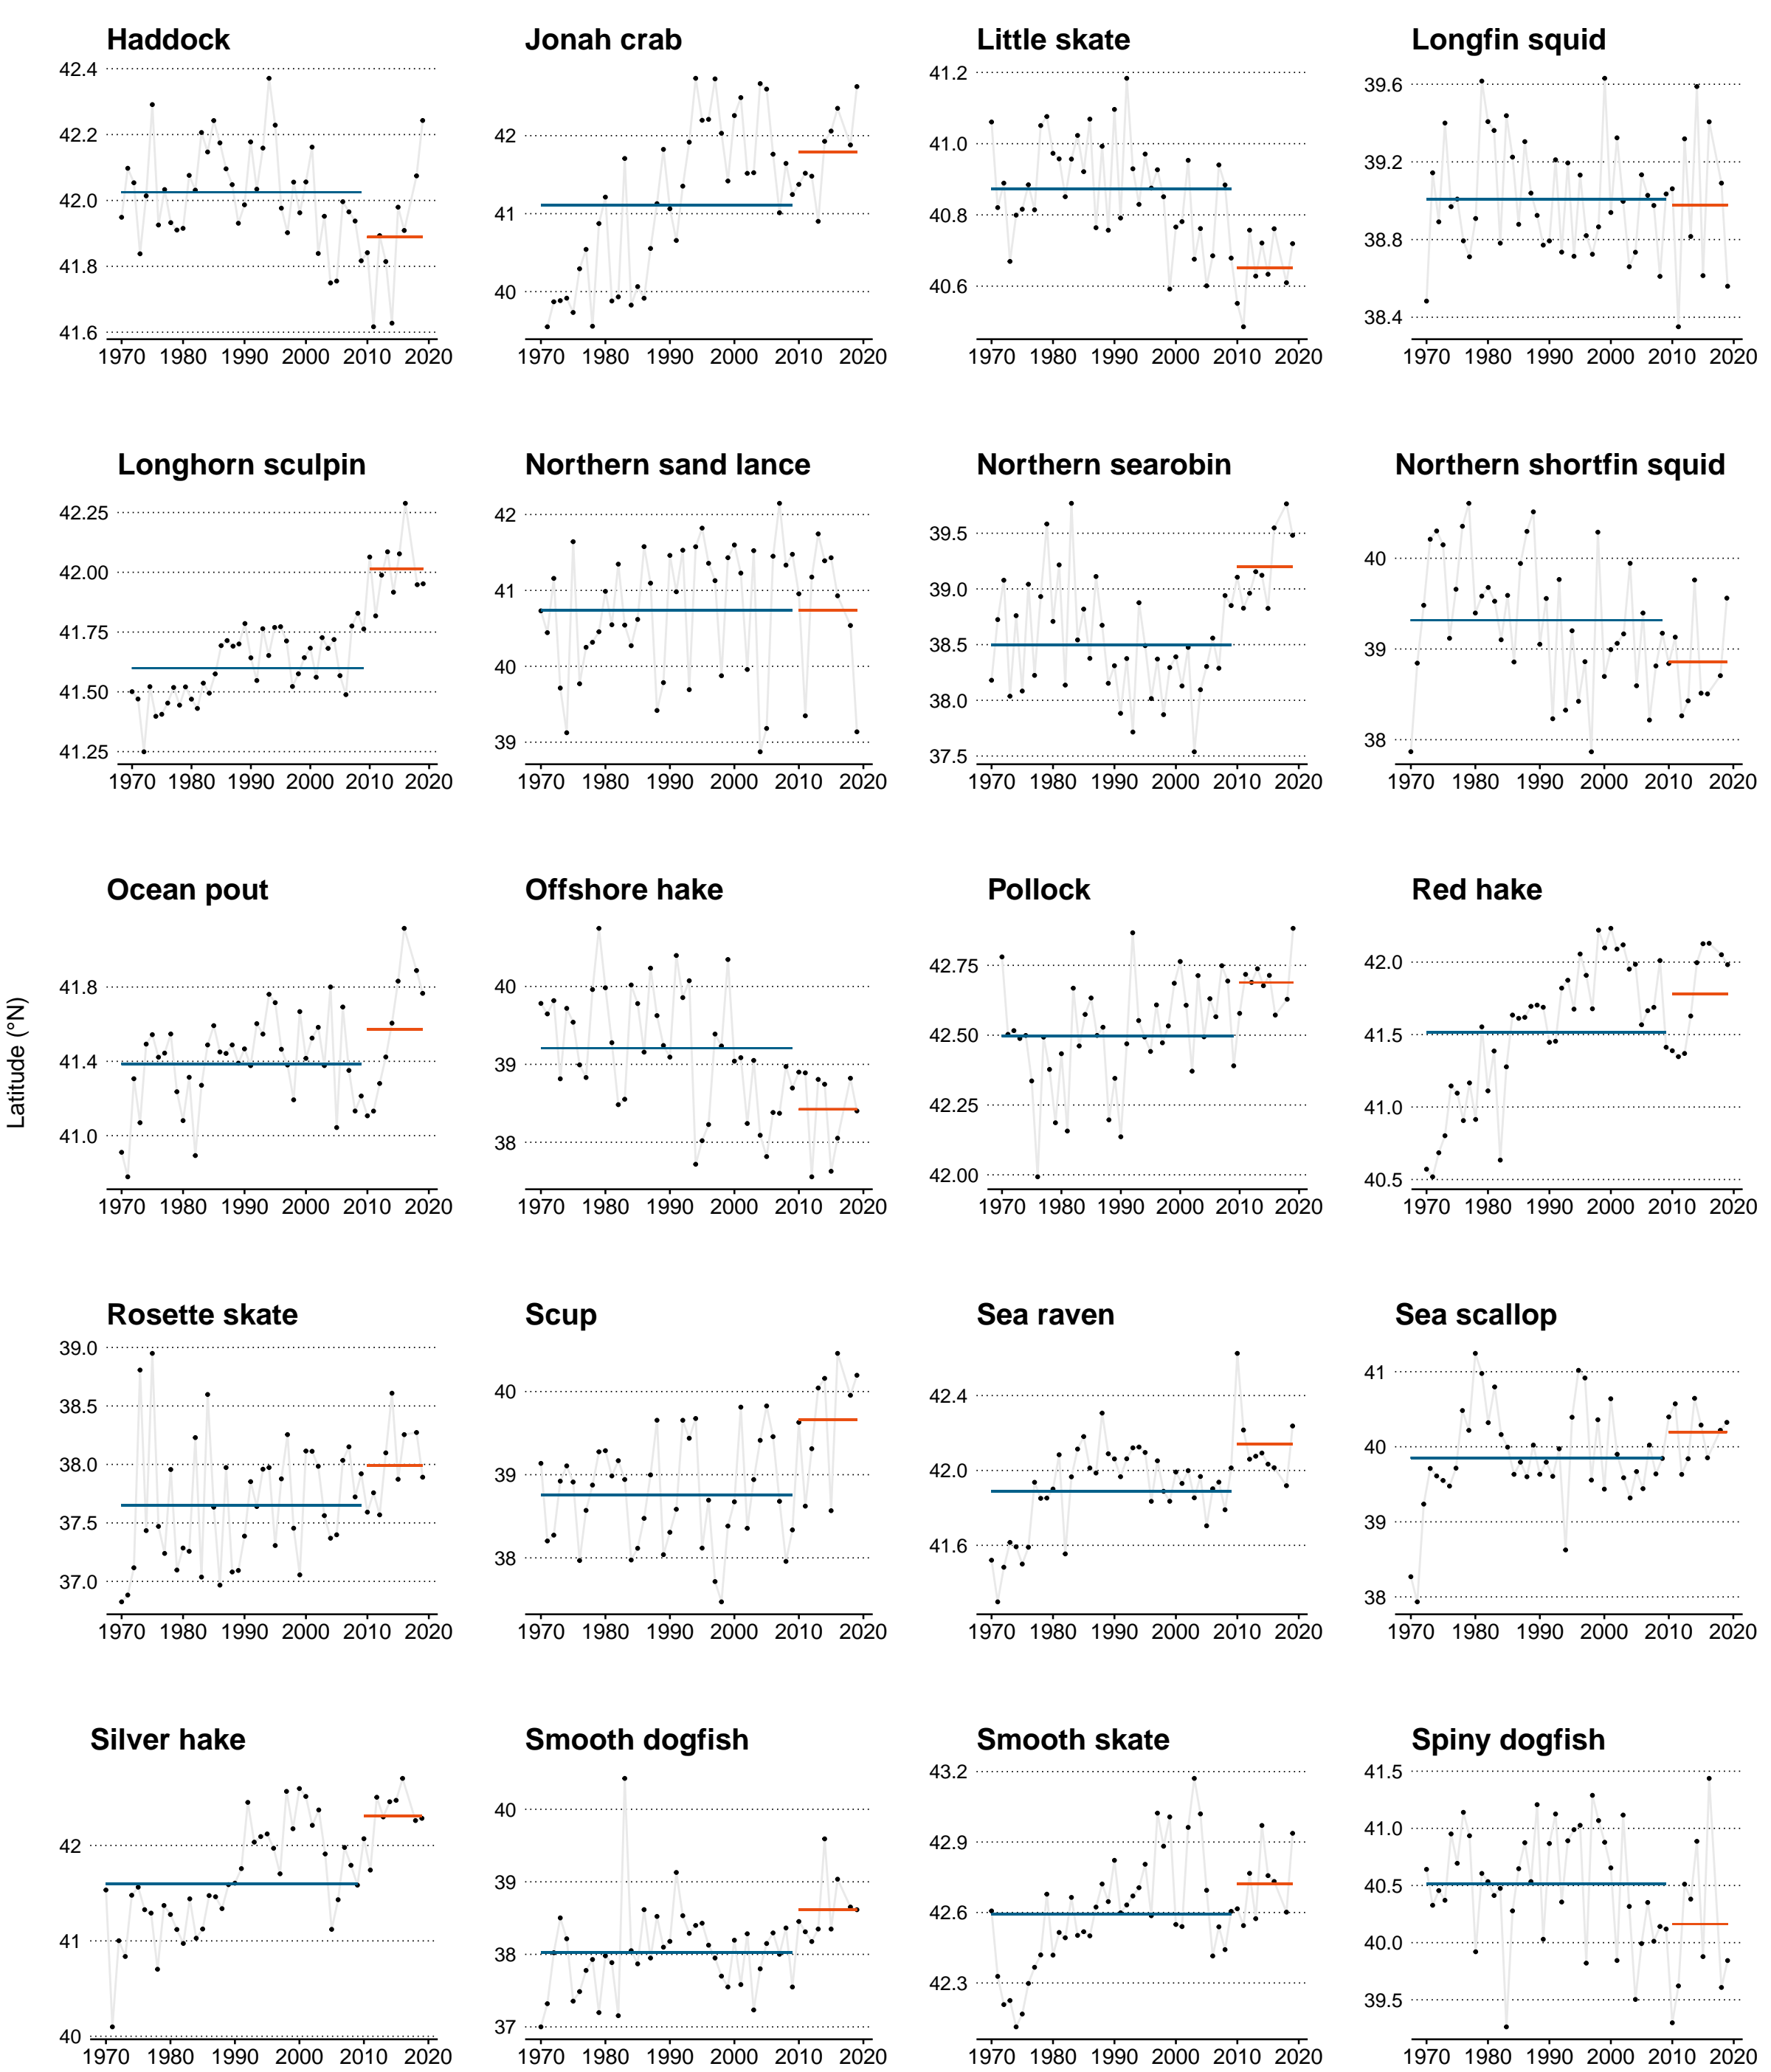 Haddock
42.4
42.2
42.0
41.8
41.6
1970 1980 1990 2000 2010 2020
Jonah crab
42
41
40
1970 1980 1990 2000 2010 2020
Little skate
41.2
41.0
40.8
40.6
1970 1980 1990 2000 2010 2020
Longfin squid
39.6
39.2
38.8
38.4
1970 1980 1990 2000 2010 2020
Longhorn sculpin
42.25
42.00
41.75
41.50
41.25
1970 1980 1990 2000 2010 2020
Northern sand lance
42
41
40
39
1970 1980 1990 2000 2010 2020
Northern searobin
39.5
39.0
38.5
38.0
37.5
1970 1980 1990 2000 2010 2020
Northern shortfin squid
40
39
38
1970 1980 1990 2000 2010 2020
Latitude (°N)
Ocean pout
41.8
41.4
41.0
1970 1980 1990 2000 2010 2020
Offshore hake
40
39
38
1970 1980 1990 2000 2010 2020
Pollock
42.75
42.50
42.25
42.00
1970 1980 1990 2000 2010 2020
Red hake
42.0
41.5
41.0
40.5
1970 1980 1990 2000 2010 2020
Rosette skate
39.0
38.5
38.0
37.5
37.0
1970 1980 1990 2000 2010 2020
Scup
40
39
38
1970 1980 1990 2000 2010 2020
Sea raven
42.4
42.0
41.6
1970 1980 1990 2000 2010 2020
Sea scallop
41
40
39
38
1970 1980 1990 2000 2010 2020
Silver hake
42
41
40
1970 1980 1990 2000 2010 2020
Smooth dogfish
40
39
38
37
1970 1980 1990 2000 2010 2020
Smooth skate
43.2
42.9
42.6
42.3
1970 1980 1990 2000 2010 2020
Spiny dogfish
41.5
41.0
40.5
40.0
39.5
1970 1980 1990 2000 2010 2020